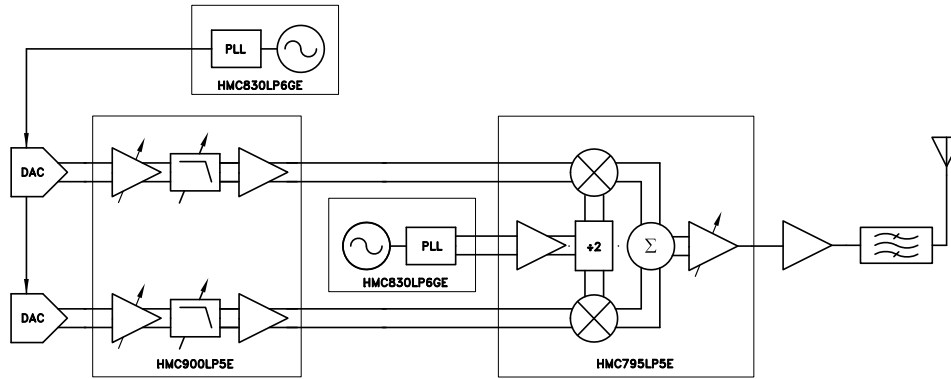 PLL
HMC830LP6GE
DAC
PLL
÷2
Σ
HMC830LP6GE
DAC
HMC900LP5E
HMC795LP5E